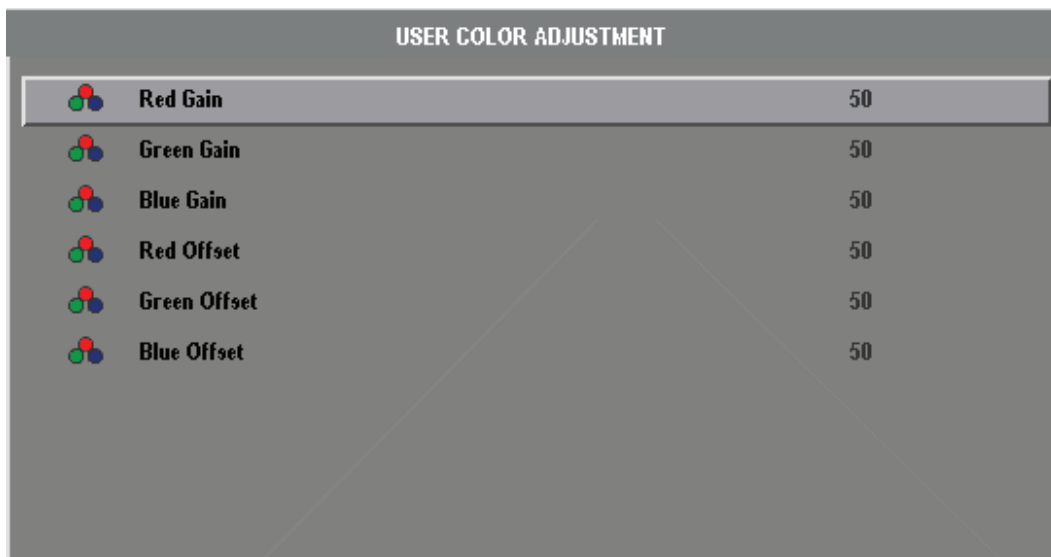 USER COLOR ADJUSTMENT
Red Gain 50
Green Gain 50
Blue Gain 50
Red Offset 50
Green Offset 50
Blue Offset 50